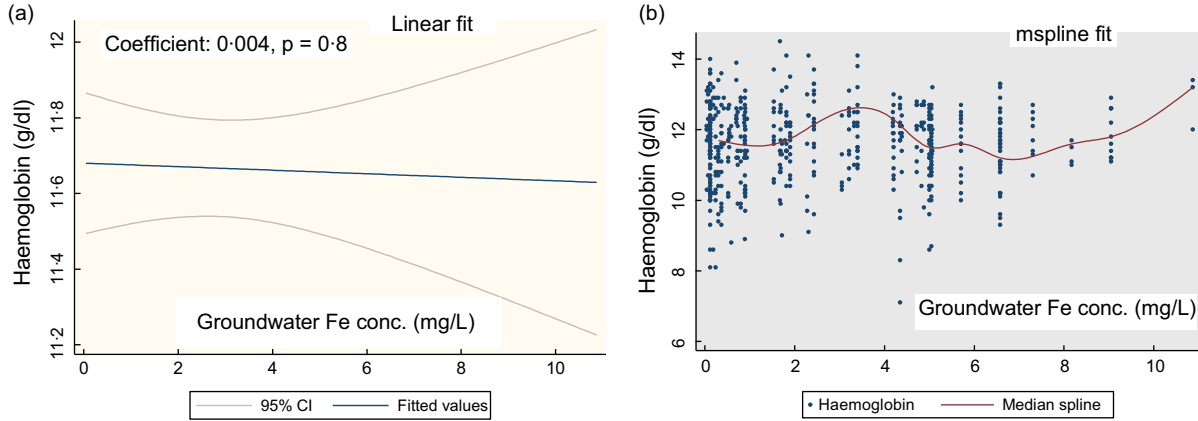 (a)
Linear fit
Coefficient: 0·004, p = 0·8
Haemoglobin (g/dl)
12
11·8
11·6
11·4
11·2
Groundwater Fe conc. (mg/L)
0 2 4 6 8 10
95% CI Fitted values
(b)
mspline fit
Haemoglobin (g/dl)
14
12
10
8
6
Groundwater Fe conc. (mg/L)
0 2 4 6 8 10
Haemoglobin Median spline